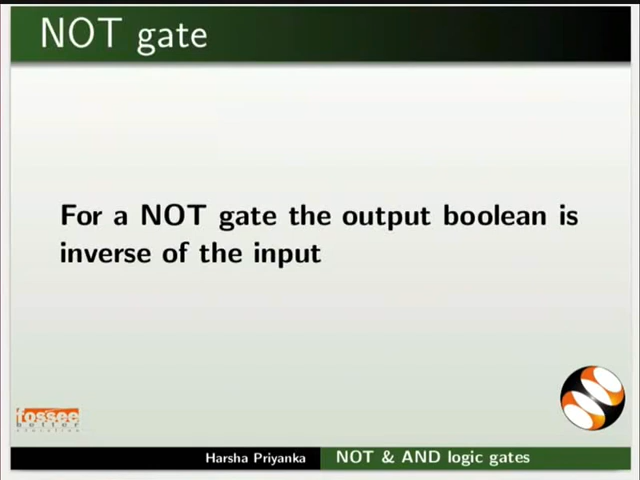 NOT gate
For a NOT gate the output boolean is
inverse of the input
fossee
Harsha Priyanka
NOT & AND logic gates